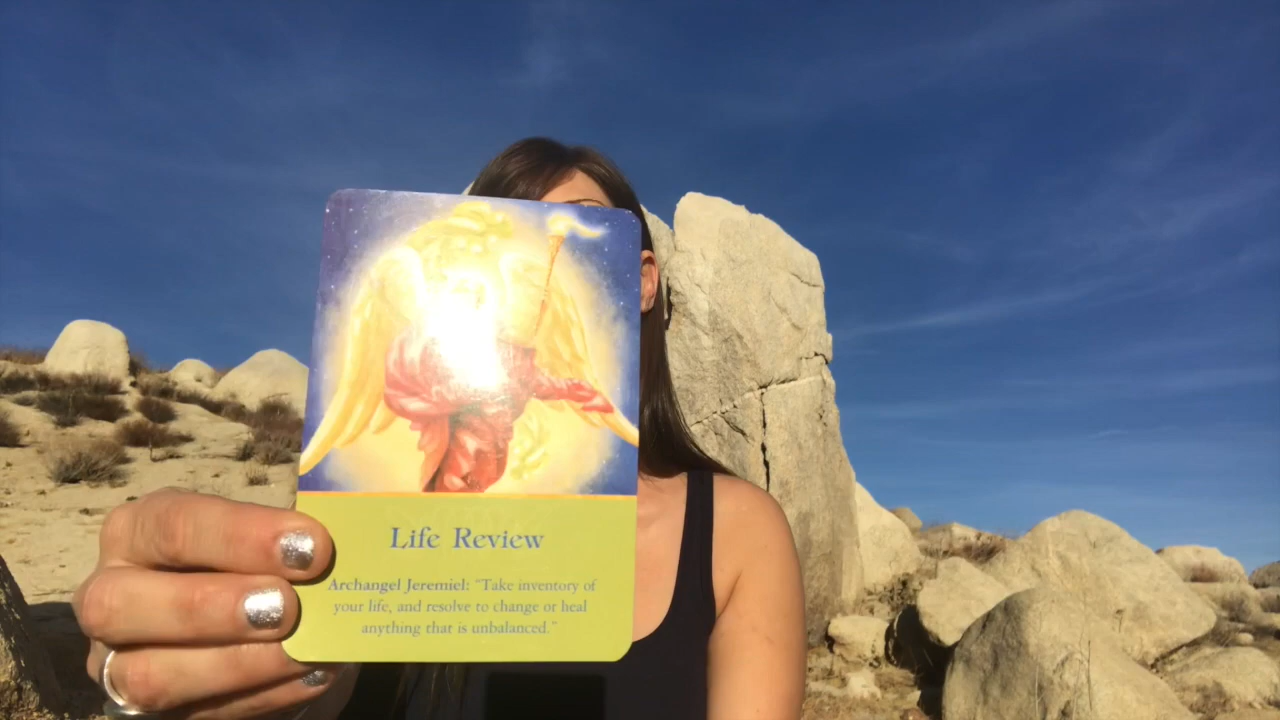 Life Review
Archangel Jeremiel: "Take inventory of
your life, and resolve to change or heal
anything that is unbalanced."